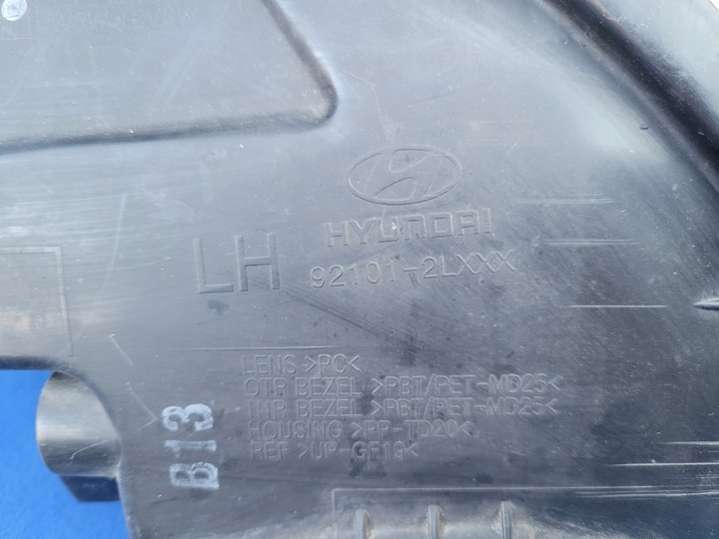 HYUNDAI
LH
92101-2LXXX
LENS >PC<
OTR BEZEL >PBT/PET-MD25<
INR BEZEL >PBT/PET-MD25<
HOUSING >PP-TD20<
REF >UP-GF19<
B13